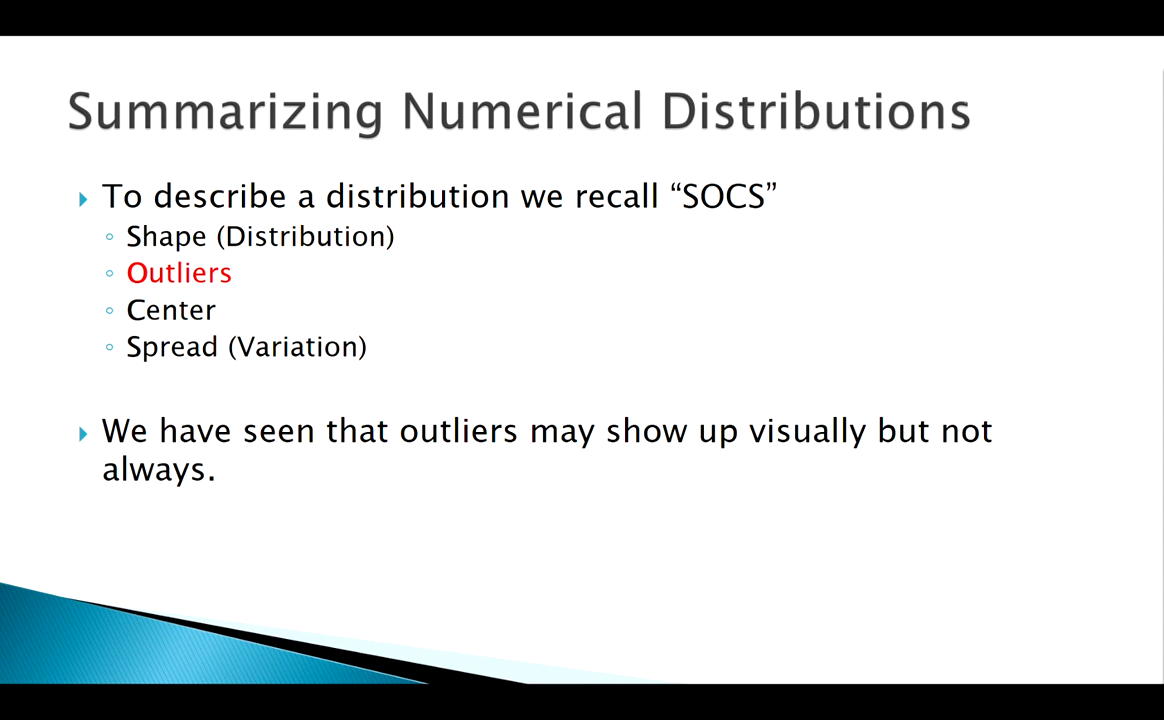 Summarizing Numerical Distributions
To describe a distribution we recall “SOCS”
Shape (Distribution)
Outliers
Center
Spread (Variation)
We have seen that outliers may show up visually but not
always.